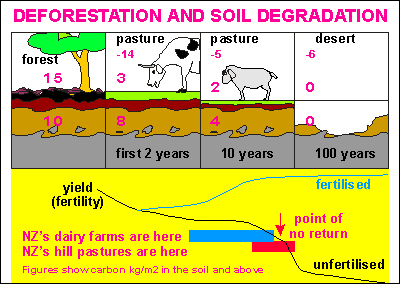 DEFORESTATION AND SOIL DEGRADATION
forest
15
10
pasture
-14
3
8
first 2 years
pasture
-5
2
4
10 years
desert
-6
0
0
100 years
yield
(fertility)
fertilised
point of
no return
NZ's dairy farms are here
NZ's hill pastures are here
Figures show carbon kg/m2 in the soil and above
unfertilised